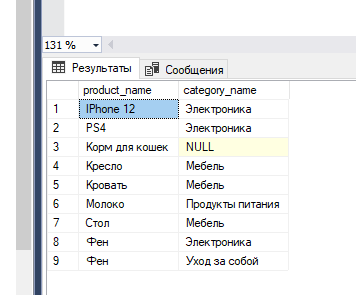 131 %
Результаты Сообщения
product_name category_name
1 IPhone 12 Электроника
2 PS4 Электроника
3 Корм для кошек NULL
4 Кресло Мебель
5 Кровать Мебель
6 Молоко Продукты питания
7 Стол Мебель
8 Фен Электроника
9 Фен Уход за собой